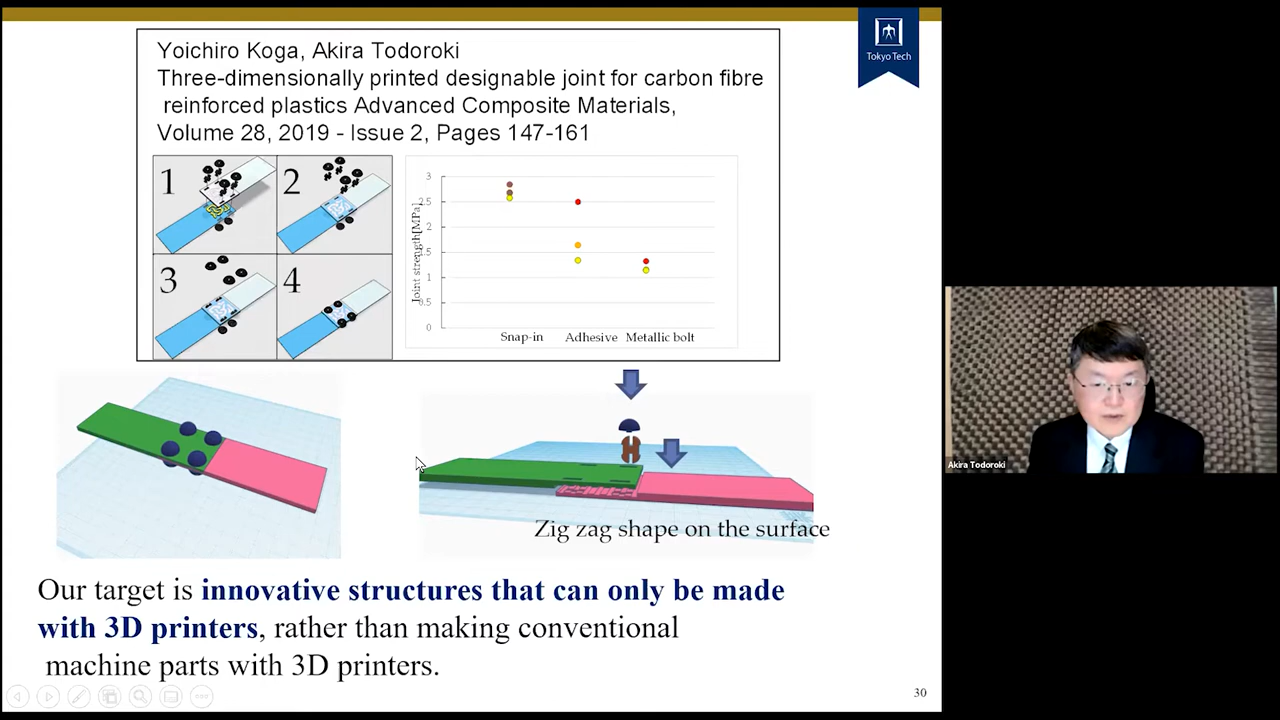 Yoichiro Koga, Akira Todoroki
Three-dimensionally printed designable joint for carbon fibre
reinforced plastics Advanced Composite Materials,
Volume 28, 2019 - Issue 2, Pages 147-161
Tokyo Tech
1
2
3
4
Joint strength[MPa]
3
2.5
2
1.5
1
0.5
0
Snap-in Adhesive Metallic bolt
Zig zag shape on the surface
Our target is innovative structures that can only be made
with 3D printers, rather than making conventional
machine parts with 3D printers.
30
Akira Todoroki